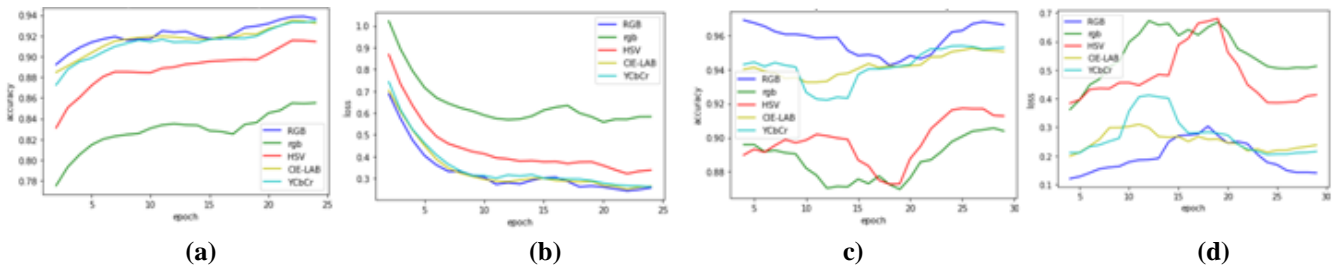 0.94
0.92
0.90
0.88
0.86
0.84
0.82
0.80
0.78
accuracy
5
10
15
20
25
epoch
RGB
rgb
HSV
CIE-LAB
YCbCr
(a)
1.0
0.9
0.8
0.7
0.6
0.5
0.4
0.3
loss
5
10
15
20
25
epoch
RGB
rgb
HSV
CIE-LAB
YCbCr
(b)
0.96
0.94
0.92
0.90
0.88
accuracy
5
10
15
20
25
30
epoch
RGB
rgb
HSV
CIE-LAB
YCbCr
c)
0.7
0.6
0.5
0.4
0.3
0.2
0.1
loss
5
10
15
20
25
30
epoch
RGB
rgb
HSV
CIE-LAB
YCbCr
(d)